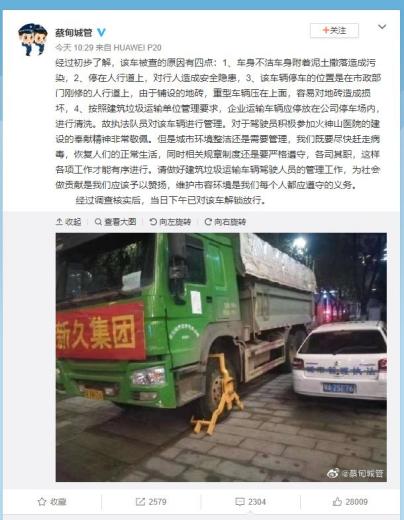 蔡甸城管
今天 10:29 来自 HUAWEI P20
+关注
经过初步了解，该车被查的原因有四点：1、车身不洁车身附着泥土撒落造成污
染，2、停在人行道上，对行人造成安全隐患，3、该车辆停车的位置是在市政部
门刚修的人行道上，由于铺设的地砖，重型车辆压在上面，容易对地砖造成损
坏，4、按照建筑垃圾运输单位管理要求，企业运输车辆应停放在公司停车场内，
进行清洗。故执法队员对该车辆进行管理。对于驾驶员积极参加火神山医院的建
设的奉献精神非常敬佩。但是城市环境整洁还是需要管理，我们既要尽快赶走病
毒，恢复人们的正常生活，同时相关规章制度还是要严格遵守，各司其职，这样
各项工作才能有序进行。请做好建筑垃圾运输车辆驾驶人员的管理工作，为社会
做贡献是我们应该予以赞扬，维护市容环境是我们每个人都应遵守的义务。
经过调查核实后，当日下午已对该车解锁放行。
收起 查看大图 向左旋转 向右旋转
新久集团
城市管理执法
@蔡甸城管
收藏 2579 2304 28009